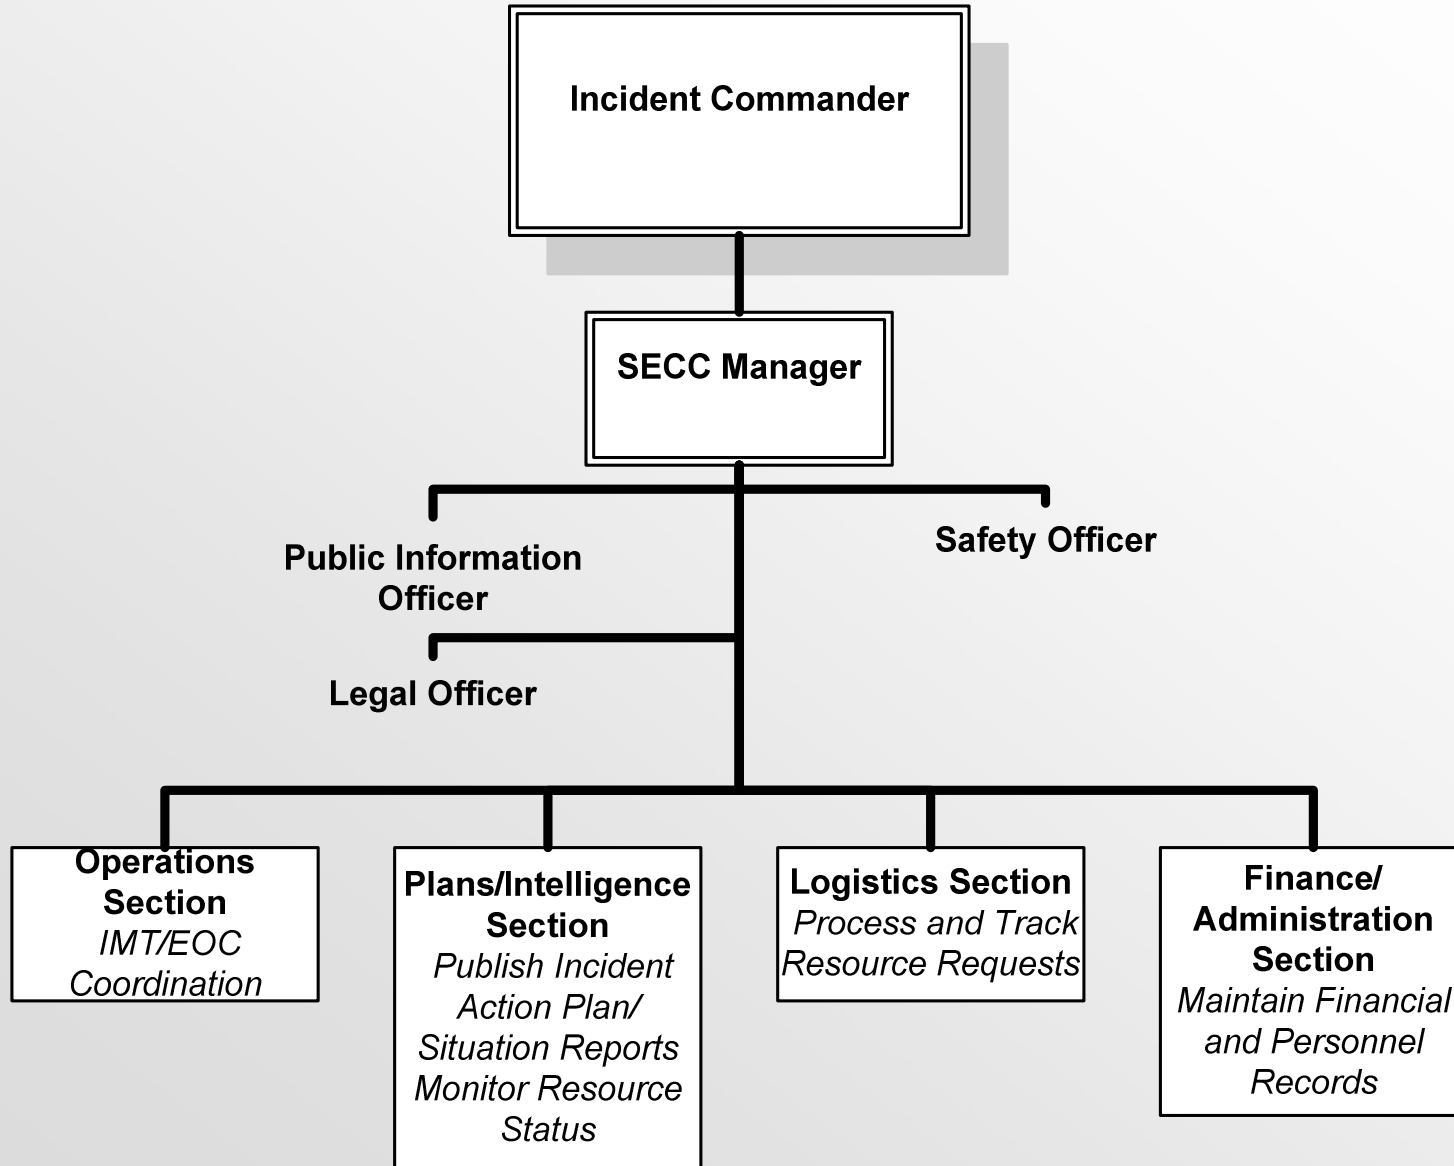 Incident Commander
SECC Manager
Public Information
Officer
Safety Officer
Legal Officer
Operations
Section
IMT/EOC
Coordination
Plans/Intelligence
Section
Publish Incident
Action Plan/
Situation Reports
Monitor Resource
Status
Logistics Section
Process and Track
Resource Requests
Finance/
Administration
Section
Maintain Financial
and Personnel
Records